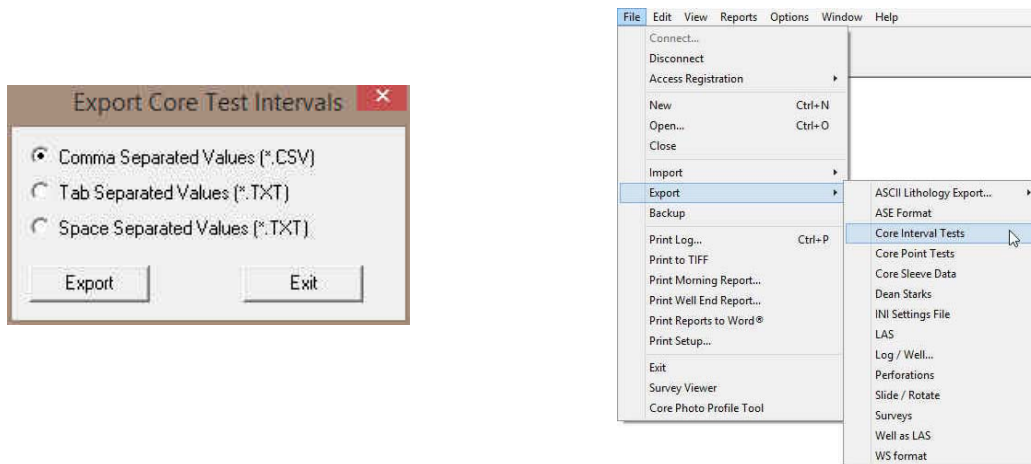 Export Core Test Intervals
Comma Separated Values (*.CSV)
Tab Separated Values (*.TXT)
Space Separated Values (*.TXT)
Export Exit
File Edit View Reports Options Window Help
Connect...
Disconnect
Access Registration
New Ctrl+N
Open... Ctrl+O
Close
Import
Export
Backup
Print Log... Ctrl+P
Print to TIFF
Print Morning Report...
Print Well End Report...
Print Reports to Word®
Print Setup...
Exit
Survey Viewer
Core Photo Profile Tool
ASCII Lithology Export...
ASE Format
Core Interval Tests
Core Point Tests
Core Sleeve Data
Dean Starks
INI Settings File
LAS
Log / Well...
Perforations
Slide / Rotate
Surveys
Well as LAS
WS format